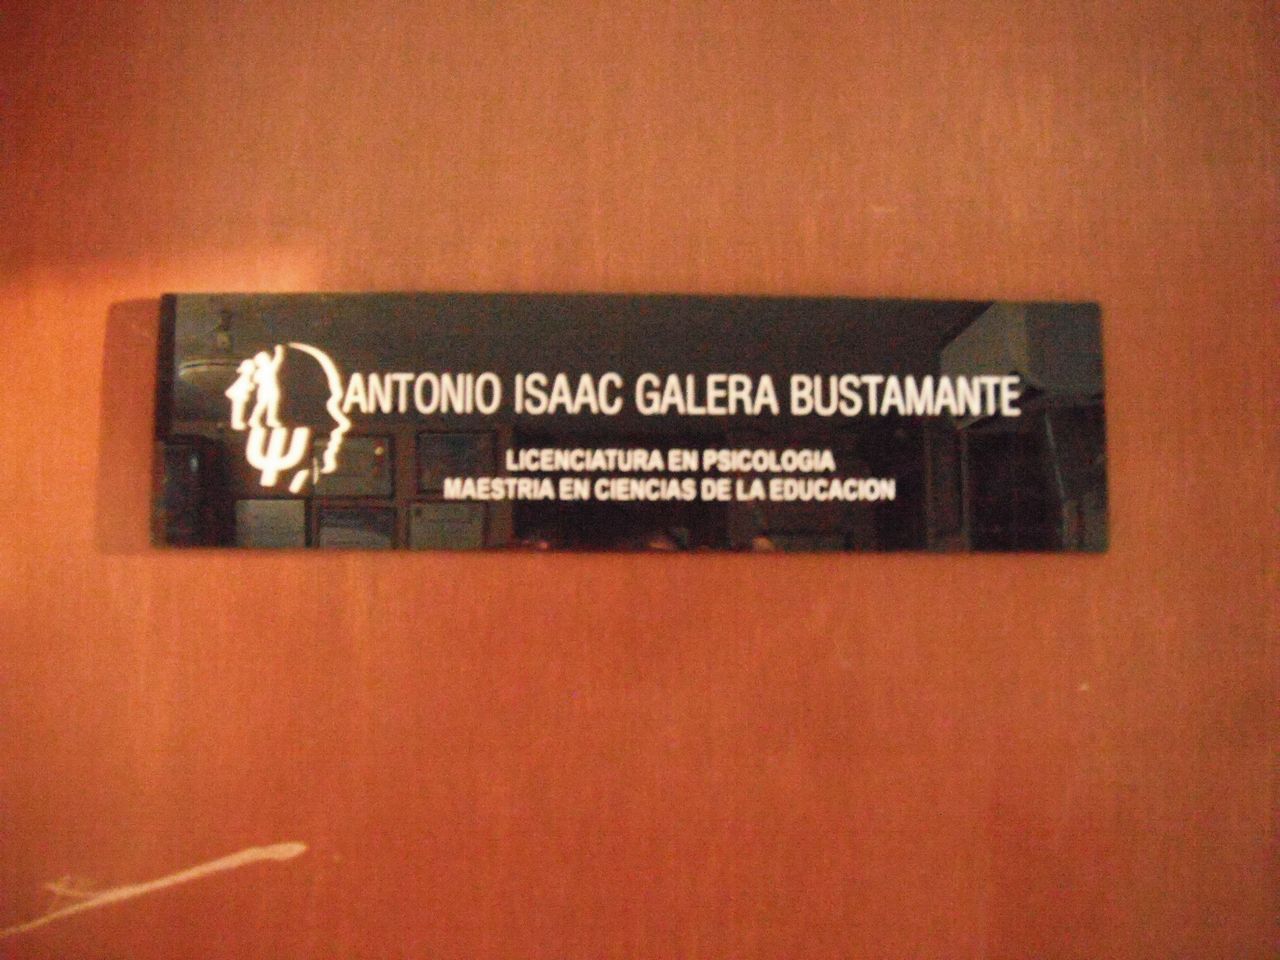 ANTONIO ISAAC GALERA BUSTAMANTE
LICENCIATURA EN PSICOLOGIA
MAESTRIA EN CIENCIAS DE LA EDUCACION